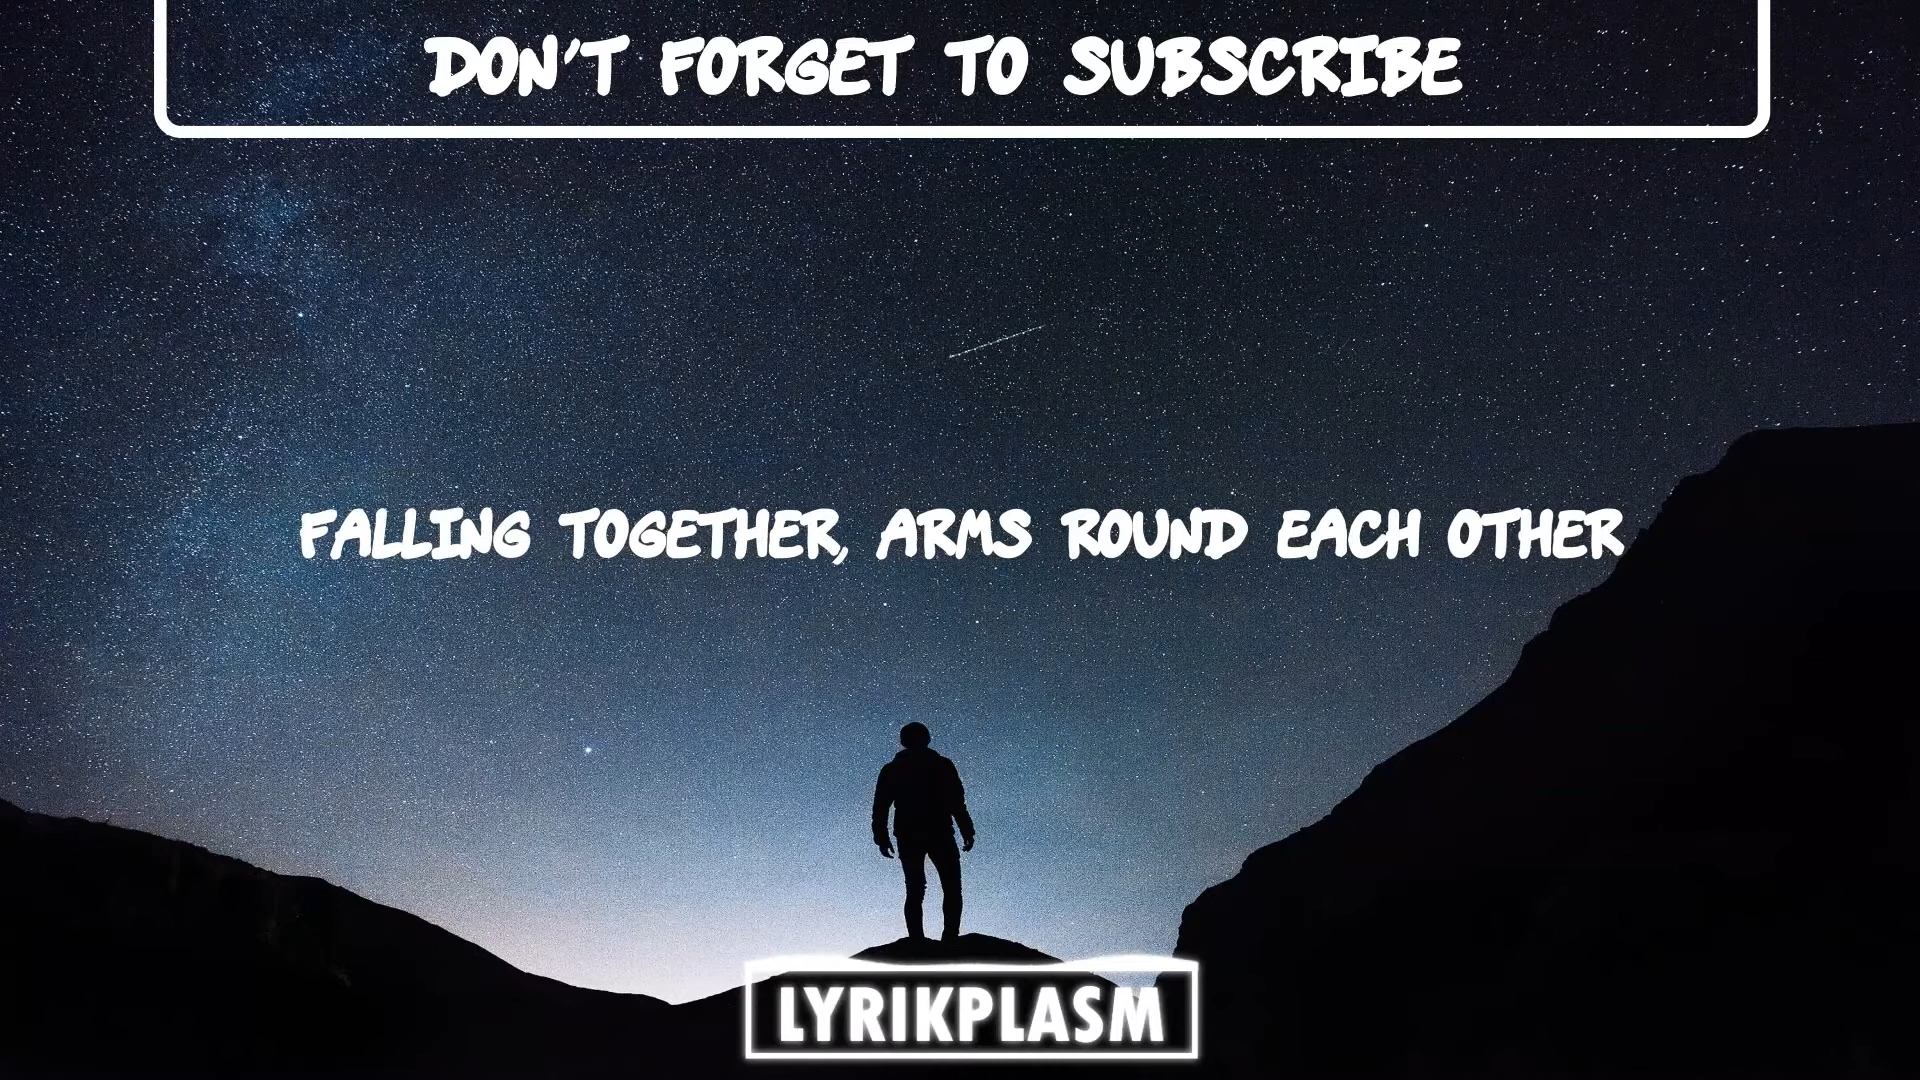 DON'T FORGET TO SUBSCRIBE
FALLING TOGETHER, ARMS ROUND EACH OTHER
LYRIKPLASM